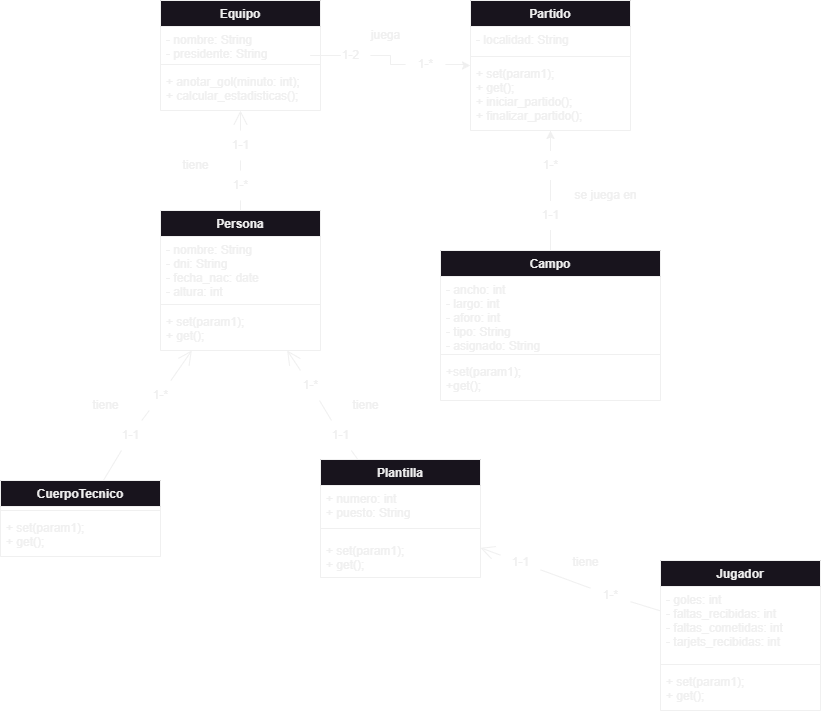 Equipo
- nombre: String
- presidente: String
+ anotar_gol(minuto: int);
+ calcular_estadisticas();
juega
1-2
1-*
Partido
- localidad: String
+ set(param1);
+ get();
+ iniciar_partido();
+ finalizar_partido();
1-1
tiene
1-*
1-*
se juega en
1-1
Persona
- nombre: String
- dni: String
- fecha_nac: date
- altura: int
+ set(param1);
+ get();
Campo
- ancho: int
- largo: int
- aforo: int
- tipo: String
- asignado: String
+set(param1);
+get();
tiene
1-*
1-1
1-*
tiene
1-1
CuerpoTecnico
+ set(param1);
+ get();
Plantilla
+ numero: int
+ puesto: String
+ set(param1);
+ get();
1-1
tiene
1-*
Jugador
- goles: int
- faltas_recibidas: int
- faltas_cometidas: int
- tarjets_recibidas: int
+ set(param1);
+ get();